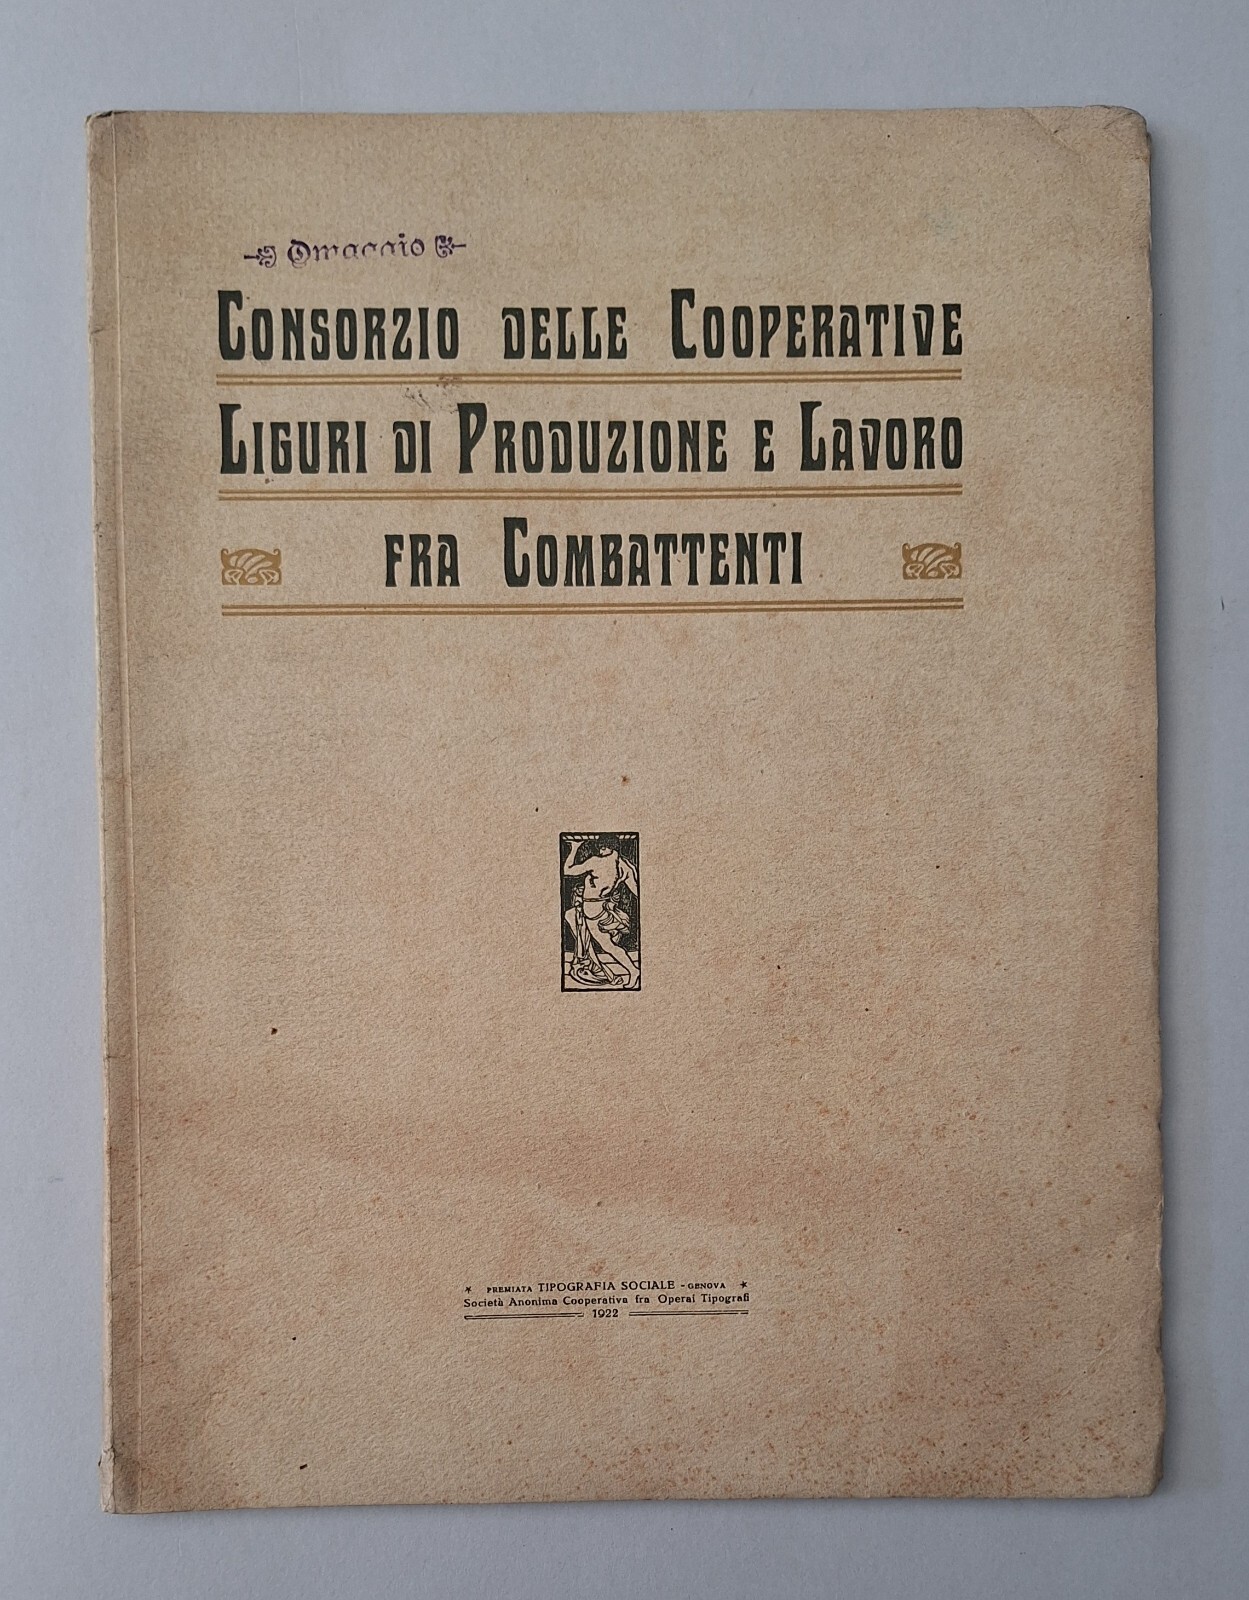 Omaggio
CONSORZIO DELLE COOPERATIVE
LIGURI DI PRODUZIONE E LAVORO
FRA COMBATTENTI
* PREMIATA TIPOGRAFIA SOCIALE - GENOVA *
Società Anonima Cooperativa fra Operai Tipografi
1922